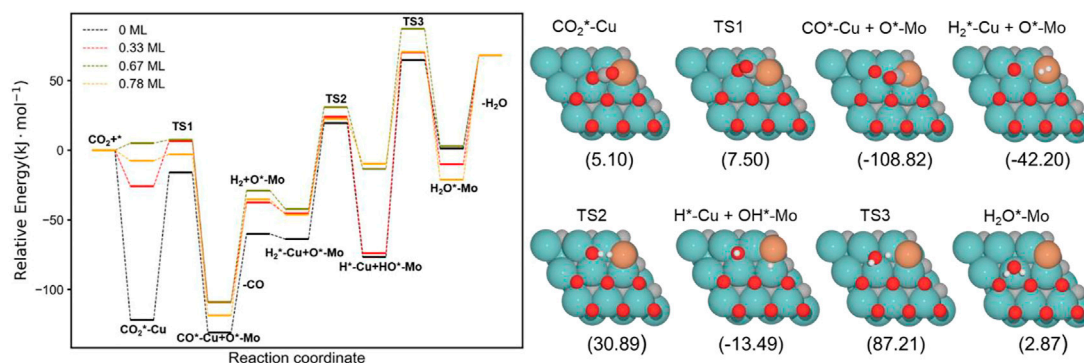 Relative Energy(kJ · mol⁻¹)
100
50
0
−50
−100
Reaction coordinate
0 ML
0.33 ML
0.67 ML
0.78 ML
CO₂+*
CO₂*-Cu
TS1
CO*-Cu+O*-Mo
-CO
H₂+O*-Mo
H₂*-Cu+O*-Mo
TS2
H*-Cu+HO*-Mo
TS3
H₂O*-Mo
-H₂O
CO₂*-Cu TS1 CO*-Cu + O*-Mo H₂*-Cu + O*-Mo
(5.10) (7.50) (-108.82) (-42.20)
TS2 H*-Cu + OH*-Mo TS3 H₂O*-Mo
(30.89) (-13.49) (87.21) (2.87)